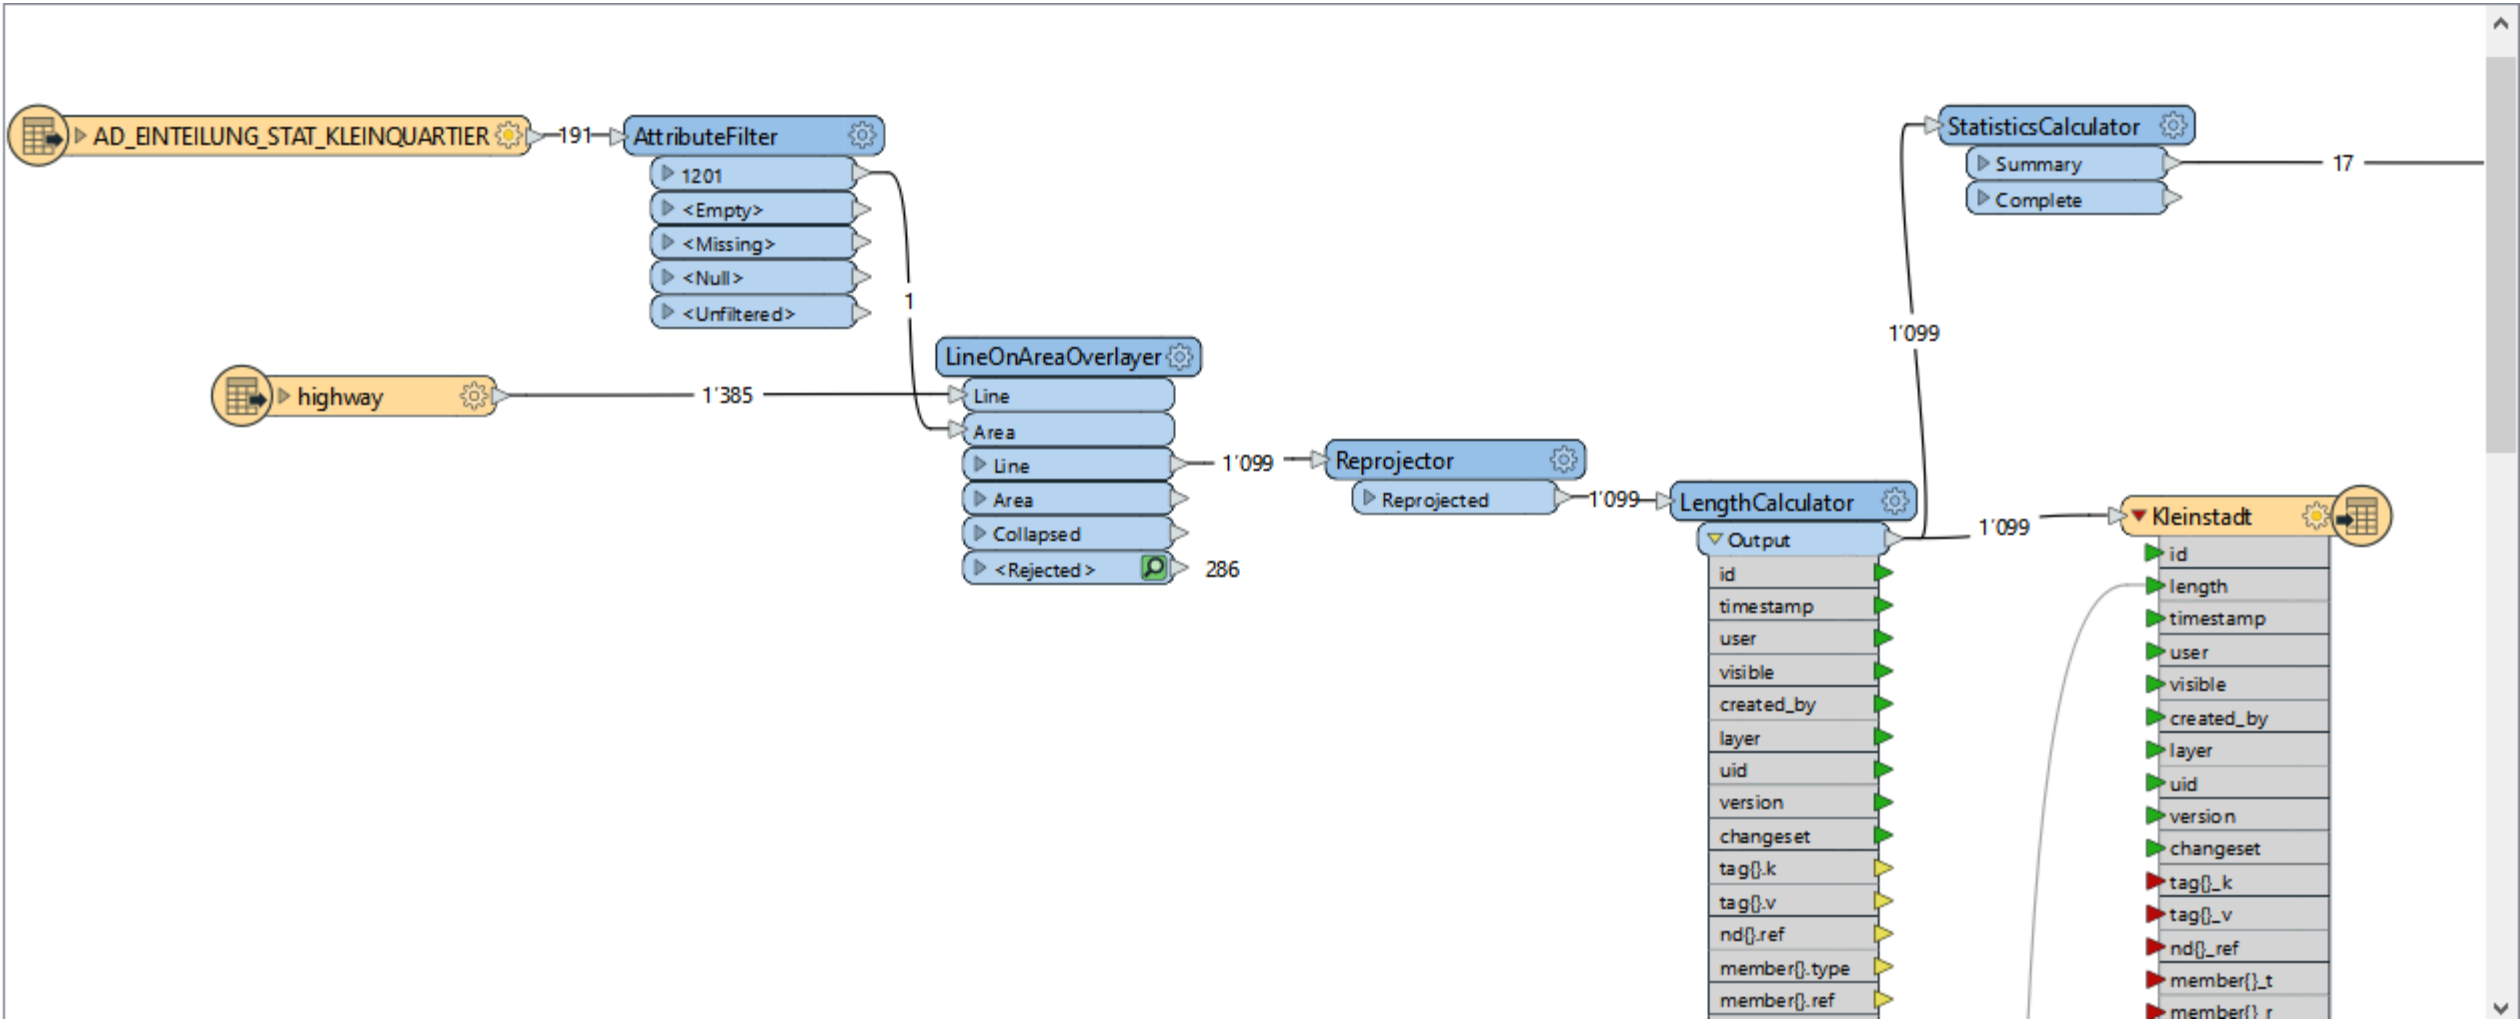 AD_EINTEILUNG_STAT_KLEINQUARTIER
191
AttributeFilter
1201
<Empty>
<Missing>
<Null>
<Unfiltered>
1
highway
1'385
LineOnAreaOverlayer
Line
Area
Line
Area
Collapsed
<Rejected>
286
1'099
Reprojector
Reprojected
1'099
LengthCalculator
Output
id
timestamp
user
visible
created_by
layer
uid
version
changeset
tag{}.k
tag{}.v
nd{}.ref
member{}.type
member{}.ref
1'099
StatisticsCalculator
Summary
Complete
17
1'099
Kleinstadt
id
length
timestamp
user
visible
created_by
layer
uid
version
changeset
tag{}_k
tag{}_v
nd{}_ref
member{}_t
member{}_r